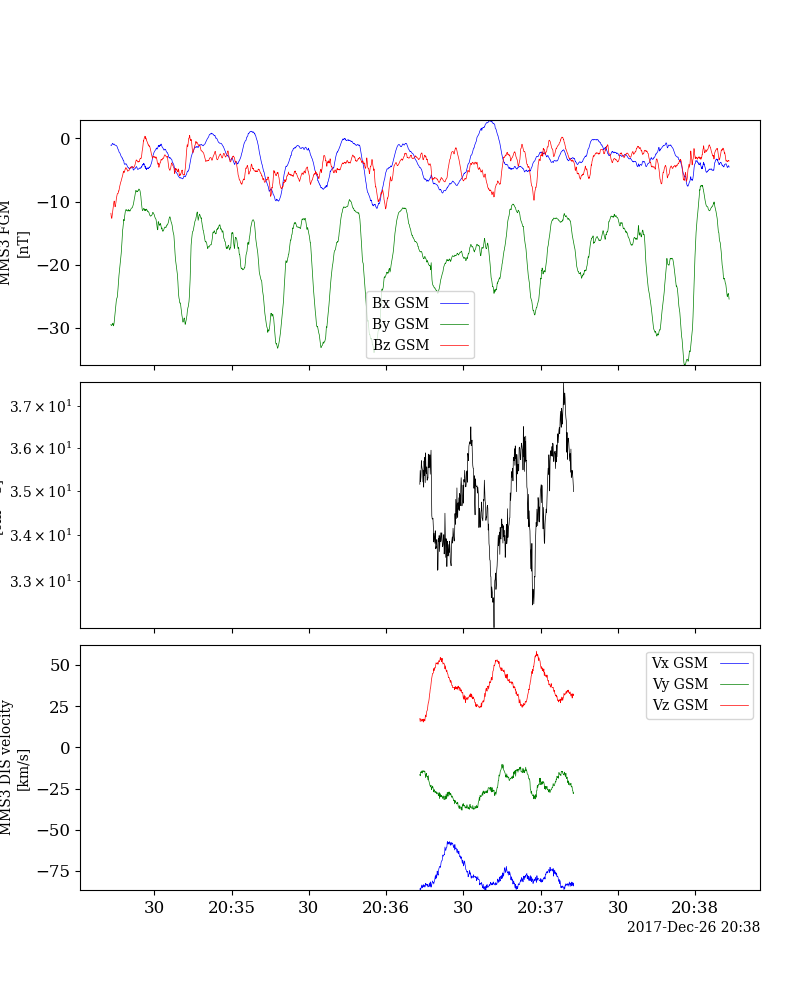 0
−10
−20
−30
MMS3 FGM
[nT]
Bx GSM
By GSM
Bz GSM
3.7 × 10¹
3.6 × 10¹
3.5 × 10¹
3.4 × 10¹
3.3 × 10¹
50
25
0
−25
−50
−75
MMS3 DIS velocity
[km/s]
Vx GSM
Vy GSM
Vz GSM
30 20:35 30 20:36 30 20:37 30 20:38
2017-Dec-26 20:38